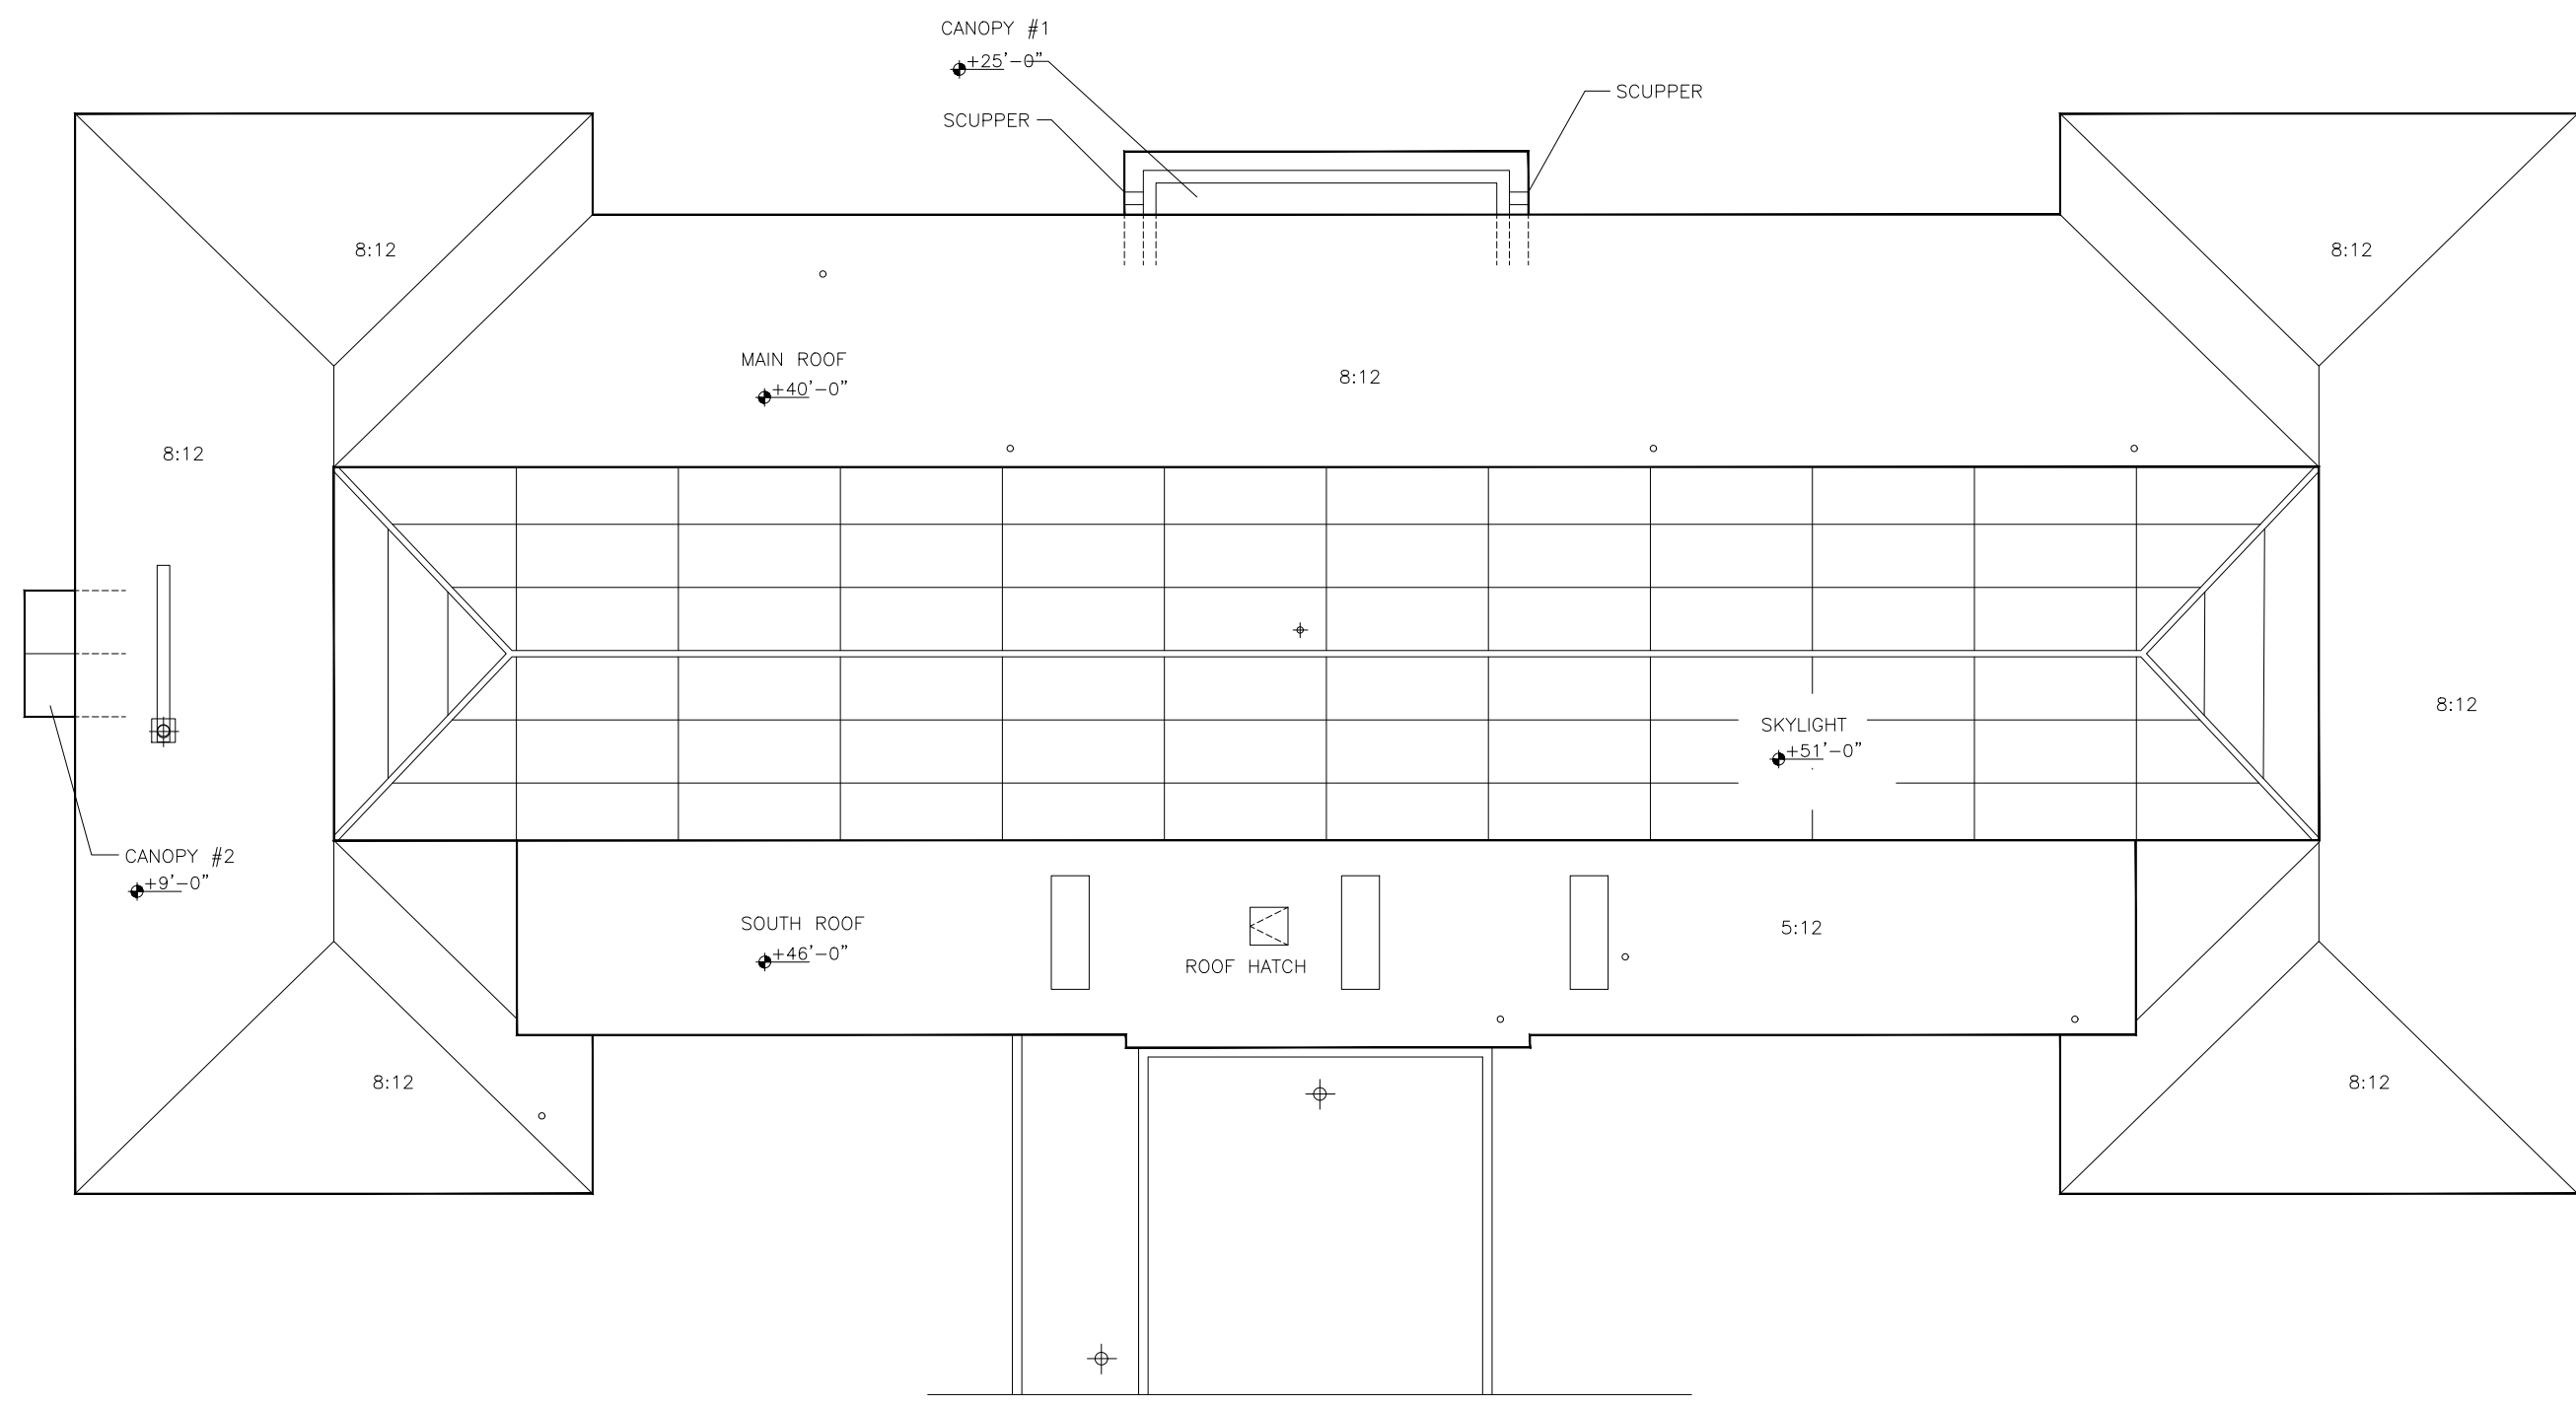 CANOPY #1
+25'-0"
SCUPPER
SCUPPER
8:12
8:12
MAIN ROOF
+40'-0"
8:12
8:12
8:12
SKYLIGHT
+51'-0"
CANOPY #2
+9'-0"
SOUTH ROOF
+46'-0"
ROOF HATCH
5:12
8:12
8:12